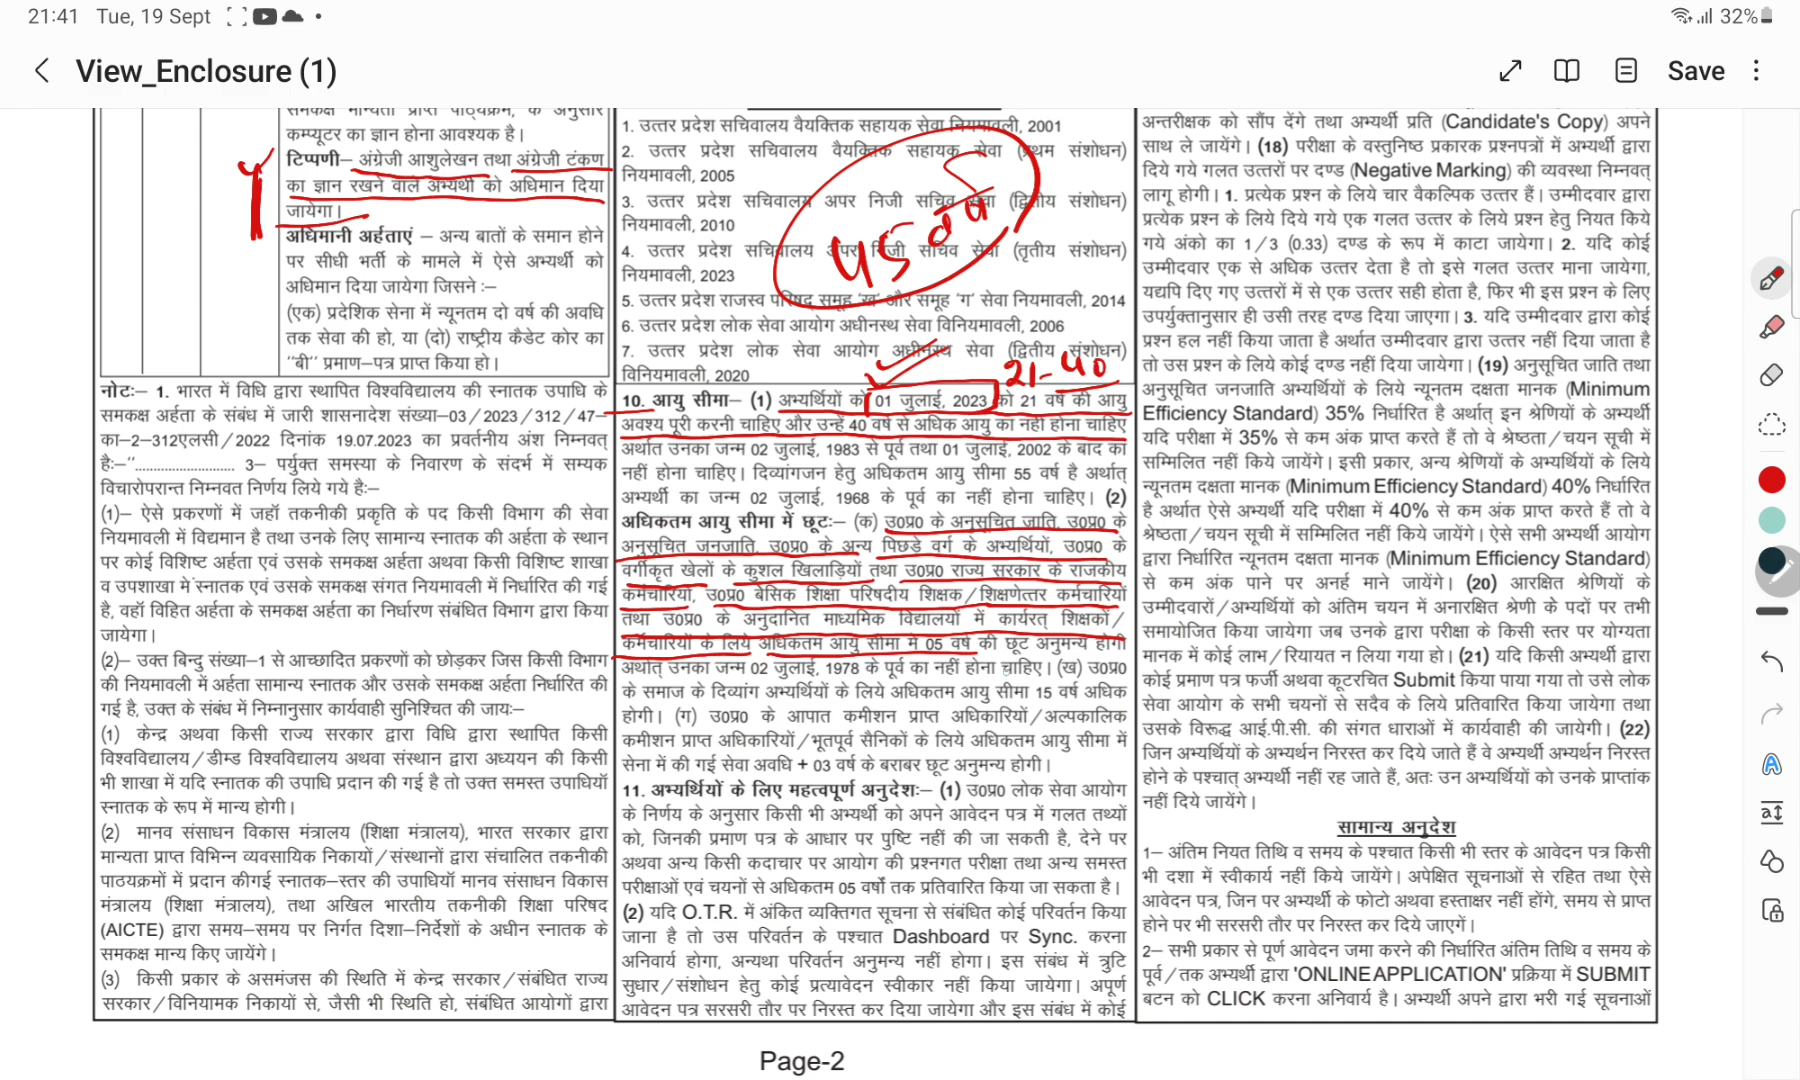 21:41 Tue, 19 Sept
32%
View_Enclosure (1)
Save
समकक्ष मान्यता प्राप्त पाठ्यक्रम, के अनुसार
कम्प्यूटर का ज्ञान होना आवश्यक है।
टिप्पणी– अंग्रेजी आशुलेखन तथा अंग्रेजी टंकण
का ज्ञान रखने वाले अभ्यर्थी को अधिमान दिया
जायेगा।
अधिमानी अर्हताएं – अन्य बातों के समान होने
पर सीधी भर्ती के मामले में ऐसे अभ्यर्थी को
अधिमान दिया जायेगा जिसने :–
(एक) प्रदेशिक सेना में न्यूनतम दो वर्ष की अवधि
तक सेवा की हो, या (दो) राष्ट्रीय कैडेट कोर का
''बी'' प्रमाण–पत्र प्राप्त किया हो।
नोटः– 1. भारत में विधि द्वारा स्थापित विश्वविद्यालय की स्नातक उपाधि के
समकक्ष अर्हता के संबंध में जारी शासनादेश संख्या–03/2023/312/47–
का–2–312एलसी/2022 दिनांक 19.07.2023 का प्रवर्तनीय अंश निम्नवत्
हैः–''.......................... 3– पर्युक्त समस्या के निवारण के संदर्भ में सम्यक
विचारोपरान्त निम्नवत निर्णय लिये गये हैः–
(1)– ऐसे प्रकरणों में जहाँ तकनीकी प्रकृति के पद किसी विभाग की सेवा
नियमावली में विद्यमान है तथा उनके लिए सामान्य स्नातक की अर्हता के स्थान
पर कोई विशिष्ट अर्हता एवं उसके समकक्ष अर्हता अथवा किसी विशिष्ट शाखा
व उपशाखा में स्नातक एवं उसके समकक्ष संगत नियमावली में निर्धारित की गई
है, वहाँ विहित अर्हता के समकक्ष अर्हता का निर्धारण संबंधित विभाग द्वारा किया
जायेगा।
(2)– उक्त बिन्दु संख्या–1 से आच्छादित प्रकरणों को छोड़कर जिस किसी विभाग
की नियमावली में अर्हता सामान्य स्नातक और उसके समकक्ष अर्हता निर्धारित की
गई है, उक्त के संबंध में निम्नानुसार कार्यवाही सुनिश्चित की जायः–
(1) केन्द्र अथवा किसी राज्य सरकार द्वारा विधि द्वारा स्थापित किसी
विश्वविद्यालय/डीम्ड विश्वविद्यालय अथवा संस्थान द्वारा अध्ययन की किसी
भी शाखा में यदि स्नातक की उपाधि प्रदान की गई है तो उक्त समस्त उपाधियाँ
स्नातक के रूप में मान्य होगी।
(2) मानव संसाधन विकास मंत्रालय (शिक्षा मंत्रालय), भारत सरकार द्वारा
मान्यता प्राप्त विभिन्न व्यवसायिक निकायों/संस्थानों द्वारा संचालित तकनीकी
पाठयक्रमों में प्रदान कीगई स्नातक–स्तर की उपाधियाँ मानव संसाधन विकास
मंत्रालय (शिक्षा मंत्रालय), तथा अखिल भारतीय तकनीकी शिक्षा परिषद
(AICTE) द्वारा समय–समय पर निर्गत दिशा–निर्देशों के अधीन स्नातक के
समकक्ष मान्य किए जायेंगे।
(3) किसी प्रकार के असमंजस की स्थिति में केन्द्र सरकार/संबंधित राज्य
सरकार/विनियामक निकायों से, जैसी भी स्थिति हो, संबंधित आयोगों द्वारा
1. उत्तर प्रदेश सचिवालय वैयक्तिक सहायक सेवा नियमावली, 2001
2. उत्तर प्रदेश सचिवालय वैयक्तिक सहायक सेवा (प्रथम संशोधन)
नियमावली, 2005
3. उत्तर प्रदेश सचिवालय अपर निजी सचिव सेवा (द्वितीय संशोधन)
नियमावली, 2010
4. उत्तर प्रदेश सचिवालय अपर निजी सचिव सेवा (तृतीय संशोधन)
नियमावली, 2023
5. उत्तर प्रदेश राजस्व परिषद समूह 'ख' और समूह 'ग' सेवा नियमावली, 2014
6. उत्तर प्रदेश लोक सेवा आयोग अधीनस्थ सेवा विनियमावली, 2006
7. उत्तर प्रदेश लोक सेवा आयोग अधीनस्थ सेवा (द्वितीय संशोधन)
विनियमावली, 2020
45 वर्ष
21-40
10. आयु सीमा– (1) अभ्यर्थियों को 01 जुलाई, 2023 को 21 वर्ष की आयु
अवश्य पूरी करनी चाहिए और उन्हें 40 वर्ष से अधिक आयु का नहीं होना चाहिए
अर्थात उनका जन्म 02 जुलाई, 1983 से पूर्व तथा 01 जुलाई, 2002 के बाद का
नहीं होना चाहिए। दिव्यांगजन हेतु अधिकतम आयु सीमा 55 वर्ष है अर्थात्
अभ्यर्थी का जन्म 02 जुलाई, 1968 के पूर्व का नहीं होना चाहिए। (2)
अधिकतम आयु सीमा में छूटः– (क) उ0प्र0 के अनुसूचित जाति, उ0प्र0 के
अनुसूचित जनजाति, उ0प्र0 के अन्य पिछड़े वर्ग के अभ्यर्थियों, उ0प्र0 के
वर्गीकृत खेलों के कुशल खिलाड़ियों तथा उ0प्र0 राज्य सरकार के राजकीय
कर्मचारियों, उ0प्र0 बेसिक शिक्षा परिषदीय शिक्षक/शिक्षणेत्तर कर्मचारियों
तथा उ0प्र0 के अनुदानित माध्यमिक विद्यालयों में कार्यरत् शिक्षकों/
कर्मचारियों के लिये अधिकतम आयु सीमा में 05 वर्ष की छूट अनुमन्य होगी
अर्थात उनका जन्म 02 जुलाई, 1978 के पूर्व का नहीं होना चाहिए। (ख) उ0प्र0
के समाज के दिव्यांग अभ्यर्थियों के लिये अधिकतम आयु सीमा 15 वर्ष अधिक
होगी। (ग) उ0प्र0 के आपात कमीशन प्राप्त अधिकारियों/अल्पकालिक
कमीशन प्राप्त अधिकारियों/भूतपूर्व सैनिकों के लिये अधिकतम आयु सीमा में
सेना में की गई सेवा अवधि + 03 वर्ष के बराबर छूट अनुमन्य होगी।
11. अभ्यर्थियों के लिए महत्वपूर्ण अनुदेशः– (1) उ0प्र0 लोक सेवा आयोग
के निर्णय के अनुसार किसी भी अभ्यर्थी को अपने आवेदन पत्र में गलत तथ्यों
को, जिनकी प्रमाण पत्र के आधार पर पुष्टि नहीं की जा सकती है, देने पर
अथवा अन्य किसी कदाचार पर आयोग की प्रश्नगत परीक्षा तथा अन्य समस्त
परीक्षाओं एवं चयनों से अधिकतम 05 वर्षों तक प्रतिवारित किया जा सकता है।
(2) यदि O.T.R. में अंकित व्यक्तिगत सूचना से संबंधित कोई परिवर्तन किया
जाना है तो उस परिवर्तन के पश्चात Dashboard पर Sync. करना
अनिवार्य होगा, अन्यथा परिवर्तन अनुमन्य नहीं होगा। इस संबंध में त्रुटि
सुधार/संशोधन हेतु कोई प्रत्यावेदन स्वीकार नहीं किया जायेगा। अपूर्ण
आवेदन पत्र सरसरी तौर पर निरस्त कर दिया जायेगा और इस संबंध में कोई
अन्तरीक्षक को सौंप देंगे तथा अभ्यर्थी प्रति (Candidate's Copy) अपने
साथ ले जायेंगे। (18) परीक्षा के वस्तुनिष्ठ प्रकारक प्रश्नपत्रों में अभ्यर्थी द्वारा
दिये गये गलत उत्तरों पर दण्ड (Negative Marking) की व्यवस्था निम्नवत्
लागू होगी। 1. प्रत्येक प्रश्न के लिये चार वैकल्पिक उत्तर हैं। उम्मीदवार द्वारा
प्रत्येक प्रश्न के लिये दिये गये एक गलत उत्तर के लिये प्रश्न हेतु नियत किये
गये अंको का 1/3 (0.33) दण्ड के रूप में काटा जायेगा। 2. यदि कोई
उम्मीदवार एक से अधिक उत्तर देता है तो इसे गलत उत्तर माना जायेगा,
यद्यपि दिए गए उत्तरों में से एक उत्तर सही होता है, फिर भी इस प्रश्न के लिए
उपर्युक्तानुसार ही उसी तरह दण्ड दिया जाएगा। 3. यदि उम्मीदवार द्वारा कोई
प्रश्न हल नहीं किया जाता है अर्थात उम्मीदवार द्वारा उत्तर नहीं दिया जाता है
तो उस प्रश्न के लिये कोई दण्ड नहीं दिया जायेगा। (19) अनुसूचित जाति तथा
अनुसूचित जनजाति अभ्यर्थियों के लिये न्यूनतम दक्षता मानक (Minimum
Efficiency Standard) 35% निर्धारित है अर्थात इन श्रेणियों के अभ्यर्थी
यदि परीक्षा में 35% से कम अंक प्राप्त करते हैं तो वे श्रेष्ठता/चयन सूची में
सम्मिलित नहीं किये जायेंगे। इसी प्रकार, अन्य श्रेणियों के अभ्यर्थियों के लिये
न्यूनतम दक्षता मानक (Minimum Efficiency Standard) 40% निर्धारित
है अर्थात ऐसे अभ्यर्थी यदि परीक्षा में 40% से कम अंक प्राप्त करते हैं तो वे
श्रेष्ठता/चयन सूची में सम्मिलित नहीं किये जायेंगे। ऐसे सभी अभ्यर्थी आयोग
द्वारा निर्धारित न्यूनतम दक्षता मानक (Minimum Efficiency Standard)
से कम अंक पाने पर अनर्ह माने जायेंगे। (20) आरक्षित श्रेणियों के
उम्मीदवारों/अभ्यर्थियों को अंतिम चयन में अनारक्षित श्रेणी के पदों पर तभी
समायोजित किया जायेगा जब उनके द्वारा परीक्षा के किसी स्तर पर योग्यता
मानक में कोई लाभ/रियायत न लिया गया हो। (21) यदि किसी अभ्यर्थी द्वारा
कोई प्रमाण पत्र फर्जी अथवा कूटरचित Submit किया पाया गया तो उसे लोक
सेवा आयोग के सभी चयनों से सदैव के लिये प्रतिवारित किया जायेगा तथा
उसके विरूद्ध आई.पी.सी. की संगत धाराओं में कार्यवाही की जायेगी। (22)
जिन अभ्यर्थियों के अभ्यर्थन निरस्त कर दिये जाते हैं वे अभ्यर्थी अभ्यर्थन निरस्त
होने के पश्चात् अभ्यर्थी नहीं रह जाते हैं, अतः उन अभ्यर्थियों को उनके प्राप्तांक
नहीं दिये जायेंगे।
सामान्य अनुदेश
1– अंतिम नियत तिथि व समय के पश्चात किसी भी स्तर के आवेदन पत्र किसी
भी दशा में स्वीकार्य नहीं किये जायेंगे। अपेक्षित सूचनाओं से रहित तथा ऐसे
आवेदन पत्र, जिन पर अभ्यर्थी के फोटो अथवा हस्ताक्षर नहीं होंगे, समय से प्राप्त
होने पर भी सरसरी तौर पर निरस्त कर दिये जाएगें।
2– सभी प्रकार से पूर्ण आवेदन जमा करने की निर्धारित अंतिम तिथि व समय के
पूर्व/तक अभ्यर्थी द्वारा 'ONLINE APPLICATION' प्रक्रिया में SUBMIT
बटन को CLICK करना अनिवार्य है। अभ्यर्थी अपने द्वारा भरी गई सूचनाओं
Page-2